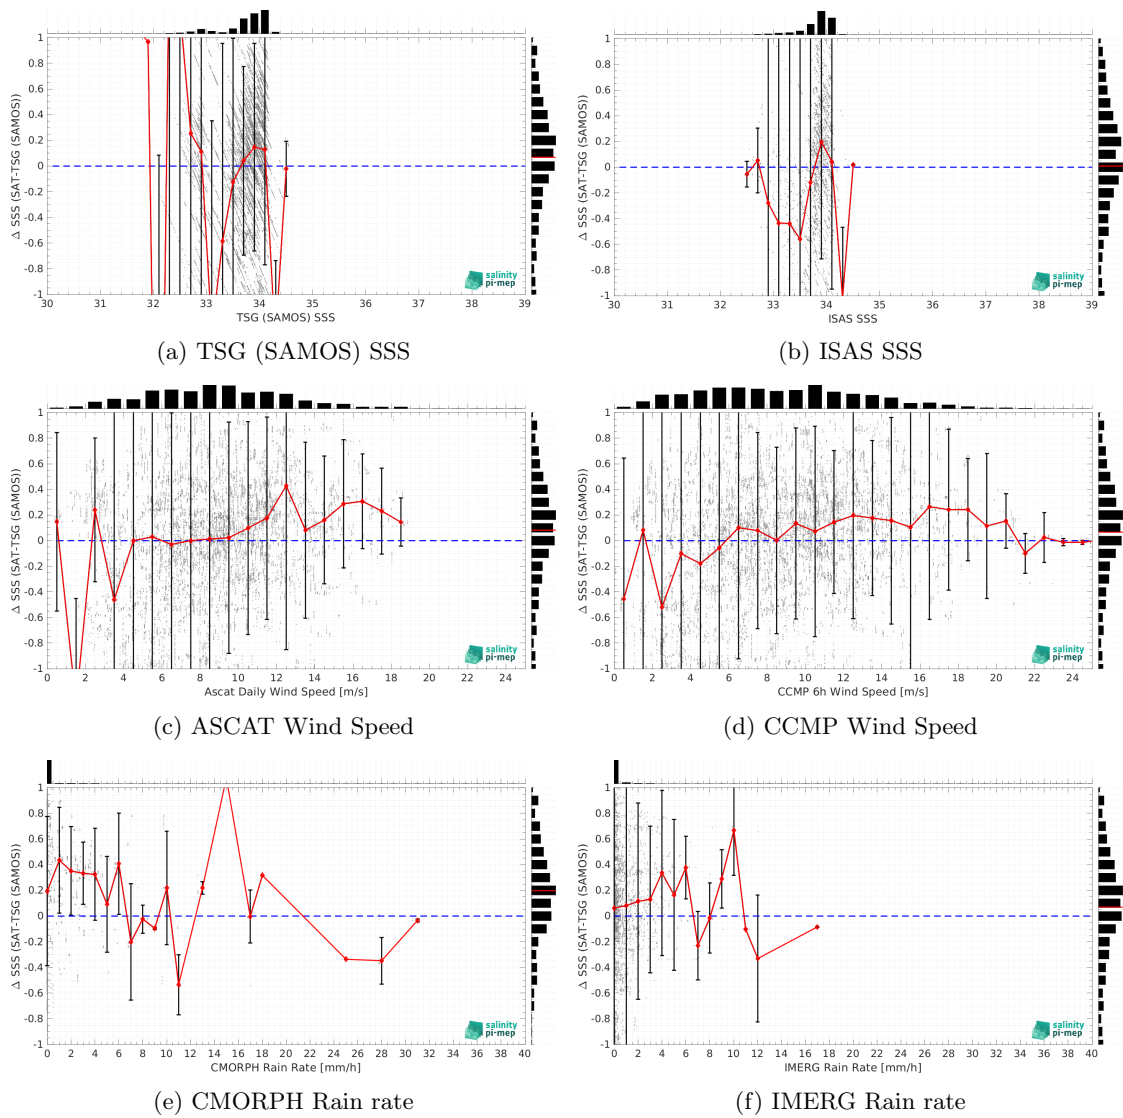 1
0.8
0.6
0.4
0.2
0
-0.2
-0.4
-0.6
-0.8
-1
Δ SSS (SAT-TSG (SAMOS))
30 31 32 33 34 35 36 37 38 39
TSG (SAMOS) SSS
salinity
pi-mep
(a) TSG (SAMOS) SSS
1
0.8
0.6
0.4
0.2
0
-0.2
-0.4
-0.6
-0.8
-1
Δ SSS (SAT-TSG (SAMOS))
30 31 32 33 34 35 36 37 38 39
ISAS SSS
salinity
pi-mep
(b) ISAS SSS
1
0.8
0.6
0.4
0.2
0
-0.2
-0.4
-0.6
-0.8
-1
Δ SSS (SAT-TSG (SAMOS))
0 2 4 6 8 10 12 14 16 18 20 22 24
Ascat Daily Wind Speed [m/s]
salinity
pi-mep
(c) ASCAT Wind Speed
1
0.8
0.6
0.4
0.2
0
-0.2
-0.4
-0.6
-0.8
-1
Δ SSS (SAT-TSG (SAMOS))
0 2 4 6 8 10 12 14 16 18 20 22 24
CCMP 6h Wind Speed [m/s]
salinity
pi-mep
(d) CCMP Wind Speed
1
0.8
0.6
0.4
0.2
0
-0.2
-0.4
-0.6
-0.8
-1
Δ SSS (SAT-TSG (SAMOS))
0 2 4 6 8 10 12 14 16 18 20 22 24 26 28 30 32 34 36 38 40
CMORPH Rain Rate [mm/h]
salinity
pi-mep
(e) CMORPH Rain rate
1
0.8
0.6
0.4
0.2
0
-0.2
-0.4
-0.6
-0.8
-1
Δ SSS (SAT-TSG (SAMOS))
0 2 4 6 8 10 12 14 16 18 20 22 24 26 28 30 32 34 36 38 40
IMERG Rain Rate [mm/h]
salinity
pi-mep
(f) IMERG Rain rate